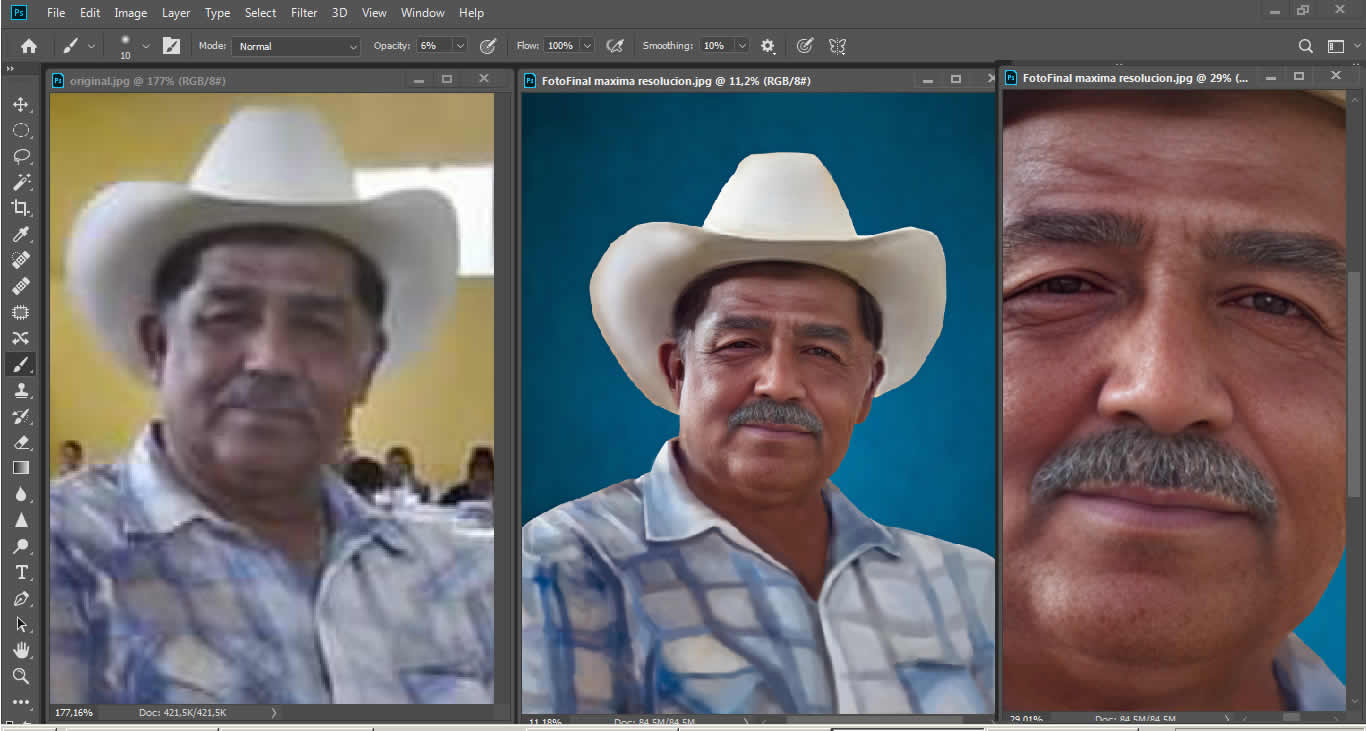 Ps File Edit Image Layer Type Select Filter 3D View Window Help
10 Mode: Normal Opacity: 6% Flow: 100% Smoothing: 10%
Ps original.jpg @ 177% (RGB/8#)
Ps FotoFinal maxima resolucion.jpg @ 11,2% (RGB/8#)
Ps FotoFinal maxima resolucion.jpg @ 29% (...
T
177,16% Doc: 421,5K/421,5K
11,18% Doc: 84,5M/84,5M
29,01% Doc: 84,5M/84,5M